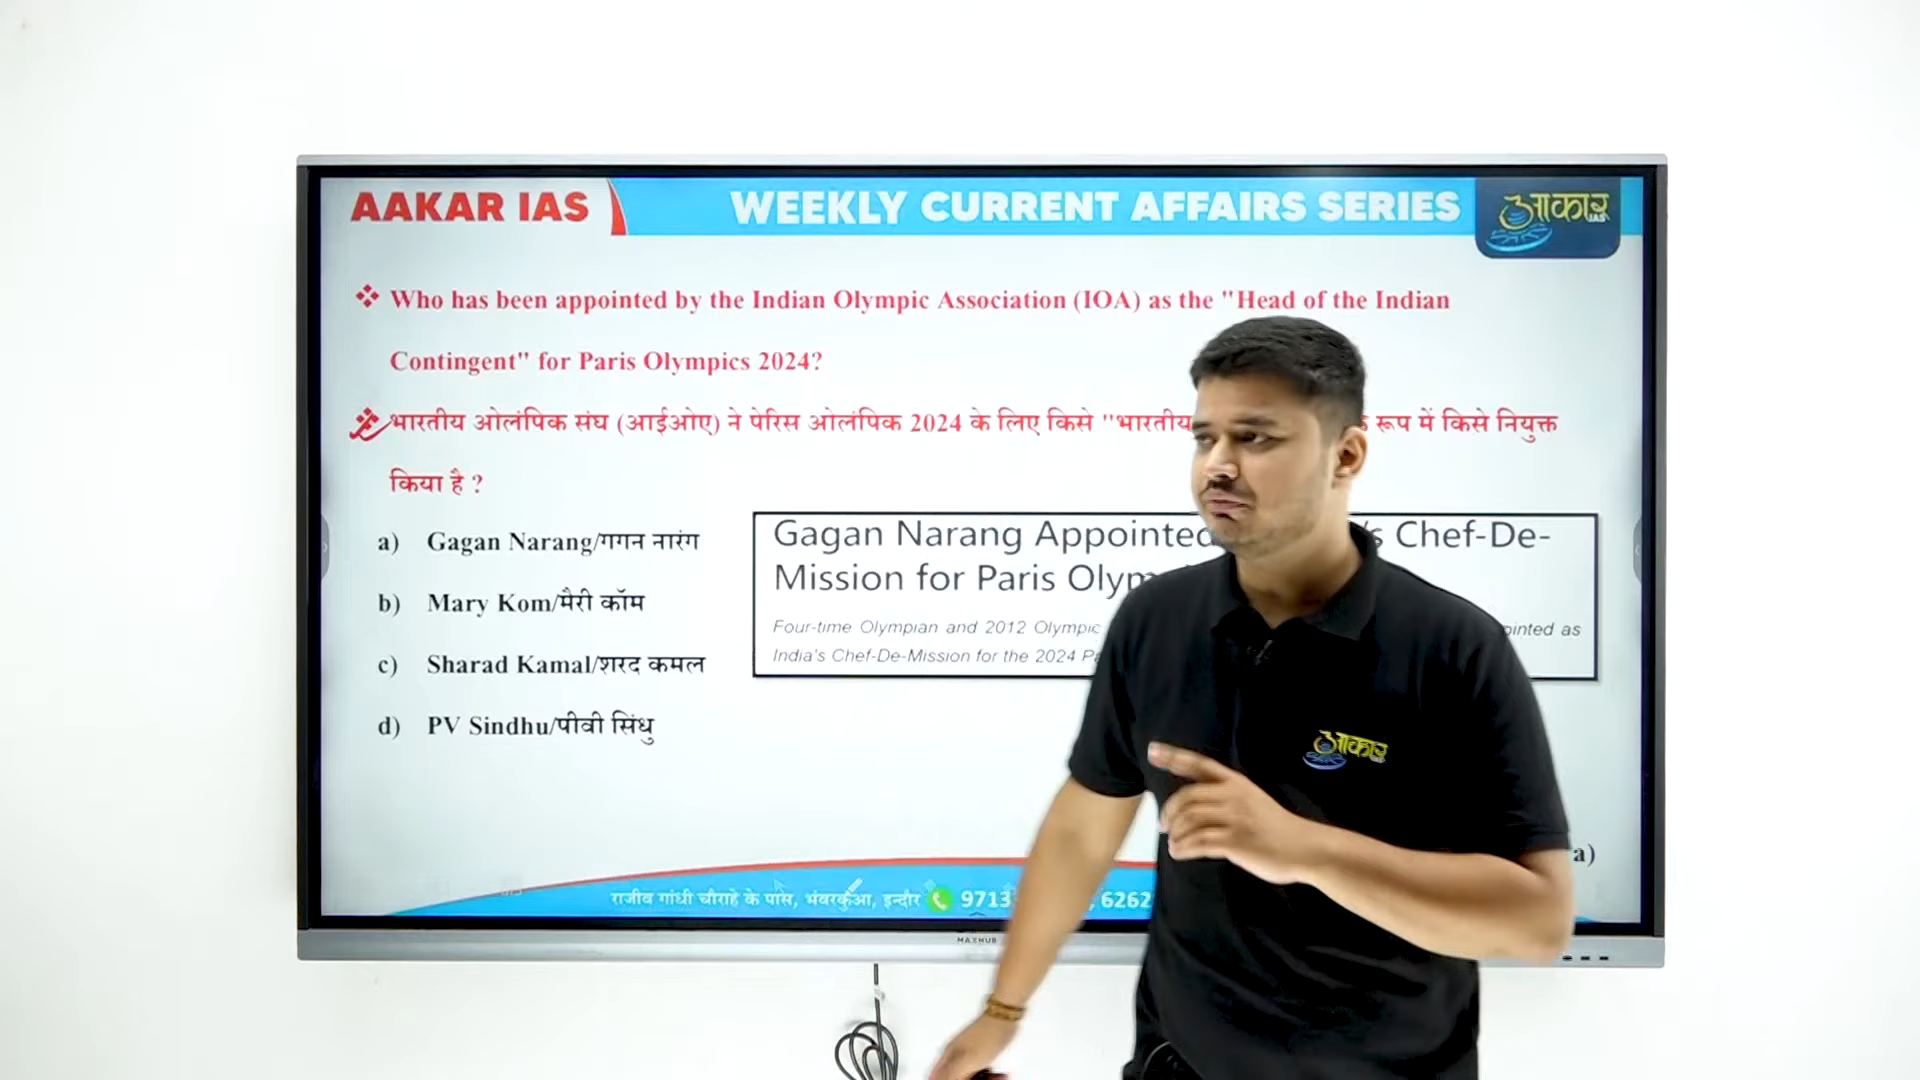 AAKAR IAS
WEEKLY CURRENT AFFAIRS SERIES
आकार
IAS
❖ Who has been appointed by the Indian Olympic Association (IOA) as the "Head of the Indian
Contingent" for Paris Olympics 2024?
❖ भारतीय ओलंपिक संघ (आईओए) ने पेरिस ओलंपिक 2024 के लिए किसे "भारतीय रूप में किसे नियुक्त
किया है ?
a) Gagan Narang/गगन नारंग
b) Mary Kom/मैरी कॉम
c) Sharad Kamal/शरद कमल
d) PV Sindhu/पीवी सिंधु
Gagan Narang Appointed Chef-De-
Mission for Paris
Four-time Olympian and 2012 Olympic as
India's Chef-De-Mission for the 2024
आकार
a)
राजीव गांधी चौराहे के पास, भंवरकुँआ, इन्दौर 9713 , 6262
MAXHUB